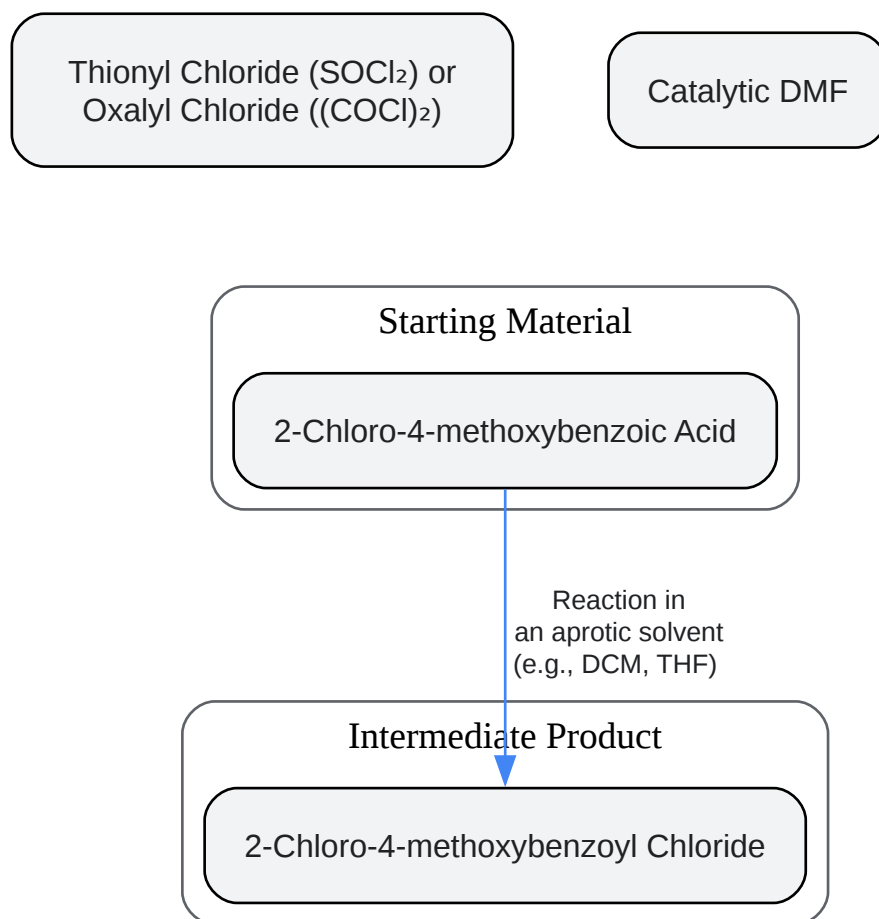 Thionyl Chloride (SOCl₂) or
Oxalyl Chloride ((COCl)₂)
Catalytic DMF
Starting Material
2-Chloro-4-methoxybenzoic Acid
Reaction in
an aprotic solvent
(e.g., DCM, THF)
Intermediate Product
2-Chloro-4-methoxybenzoyl Chloride